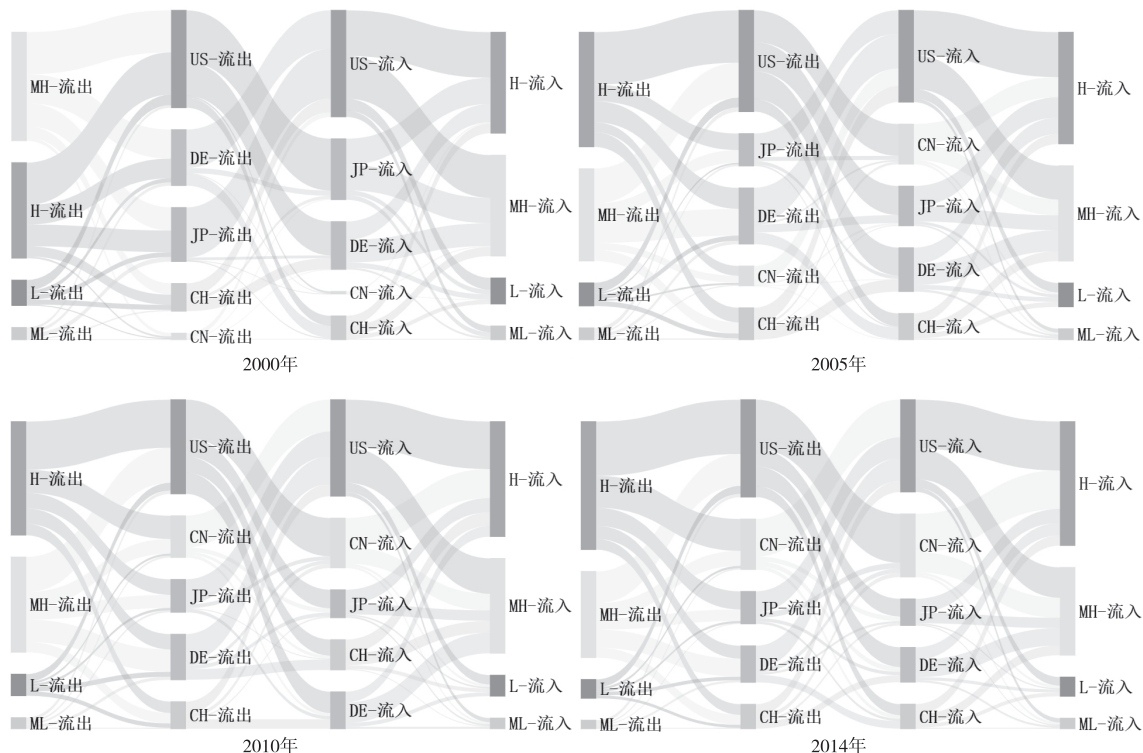 MH-流出
H-流出
L-流出
ML-流出
US-流出
DE-流出
JP-流出
CH-流出
CN-流出
US-流入
JP-流入
DE-流入
CN-流入
CH-流入
H-流入
MH-流入
L-流入
ML-流入
2000年
H-流出
MH-流出
L-流出
ML-流出
US-流出
JP-流出
DE-流出
CN-流出
CH-流出
US-流入
CN-流入
JP-流入
DE-流入
CH-流入
H-流入
MH-流入
L-流入
ML-流入
2005年
H-流出
MH-流出
L-流出
ML-流出
US-流出
CN-流出
JP-流出
DE-流出
CH-流出
US-流入
CN-流入
JP-流入
CH-流入
DE-流入
H-流入
MH-流入
L-流入
ML-流入
2010年
H-流出
MH-流出
L-流出
ML-流出
US-流出
CN-流出
JP-流出
DE-流出
CH-流出
US-流入
CN-流入
JP-流入
DE-流入
CH-流入
H-流入
MH-流入
L-流入
ML-流入
2014年